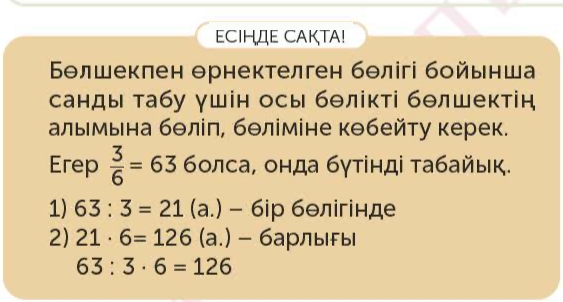 ЕСІҢДЕ САҚТА!
Бөлшекпен өрнектелген бөлігі бойынша
санды табу үшін осы бөлікті бөлшектің
алымына бөліп, бөліміне көбейту керек.
Егер 3/6 = 63 болса, онда бүтінді табайық.
1) 63 : 3 = 21 (а.) – бір бөлігінде
2) 21 · 6= 126 (а.) – барлығы
63 : 3 · 6 = 126